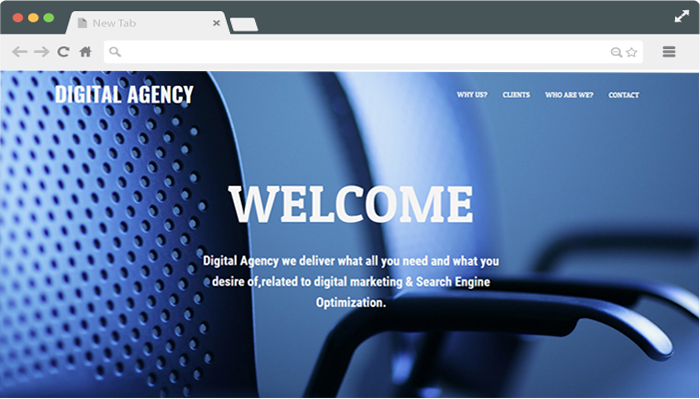 New Tab
DIGITAL AGENCY
WHY US? CLIENTS WHO ARE WE? CONTACT
WELCOME
Digital Agency we deliver what all you need and what you
desire of,related to digital marketing & Search Engine
Optimization.